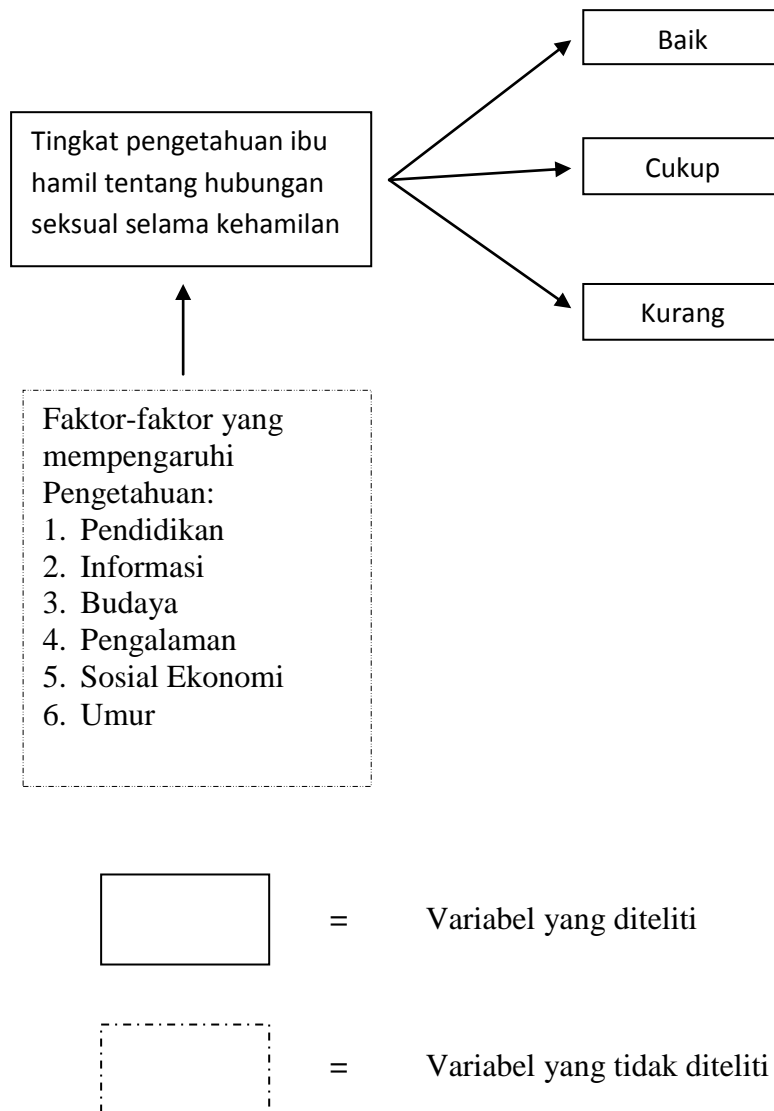 Baik
Tingkat pengetahuan ibu
hamil tentang hubungan
seksual selama kehamilan
Cukup
Kurang
Faktor-faktor yang
mempengaruhi
Pengetahuan:
1. Pendidikan
2. Informasi
3. Budaya
4. Pengalaman
5. Sosial Ekonomi
6. Umur
= Variabel yang diteliti
= Variabel yang tidak diteliti